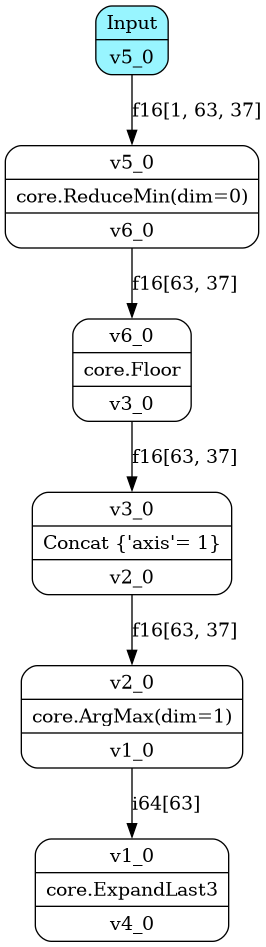 Input
v5_0
f16[1, 63, 37]
v5_0
core.ReduceMin(dim=0)
v6_0
f16[63, 37]
v6_0
core.Floor
v3_0
f16[63, 37]
v3_0
Concat {'axis'= 1}
v2_0
f16[63, 37]
v2_0
core.ArgMax(dim=1)
v1_0
i64[63]
v1_0
core.ExpandLast3
v4_0